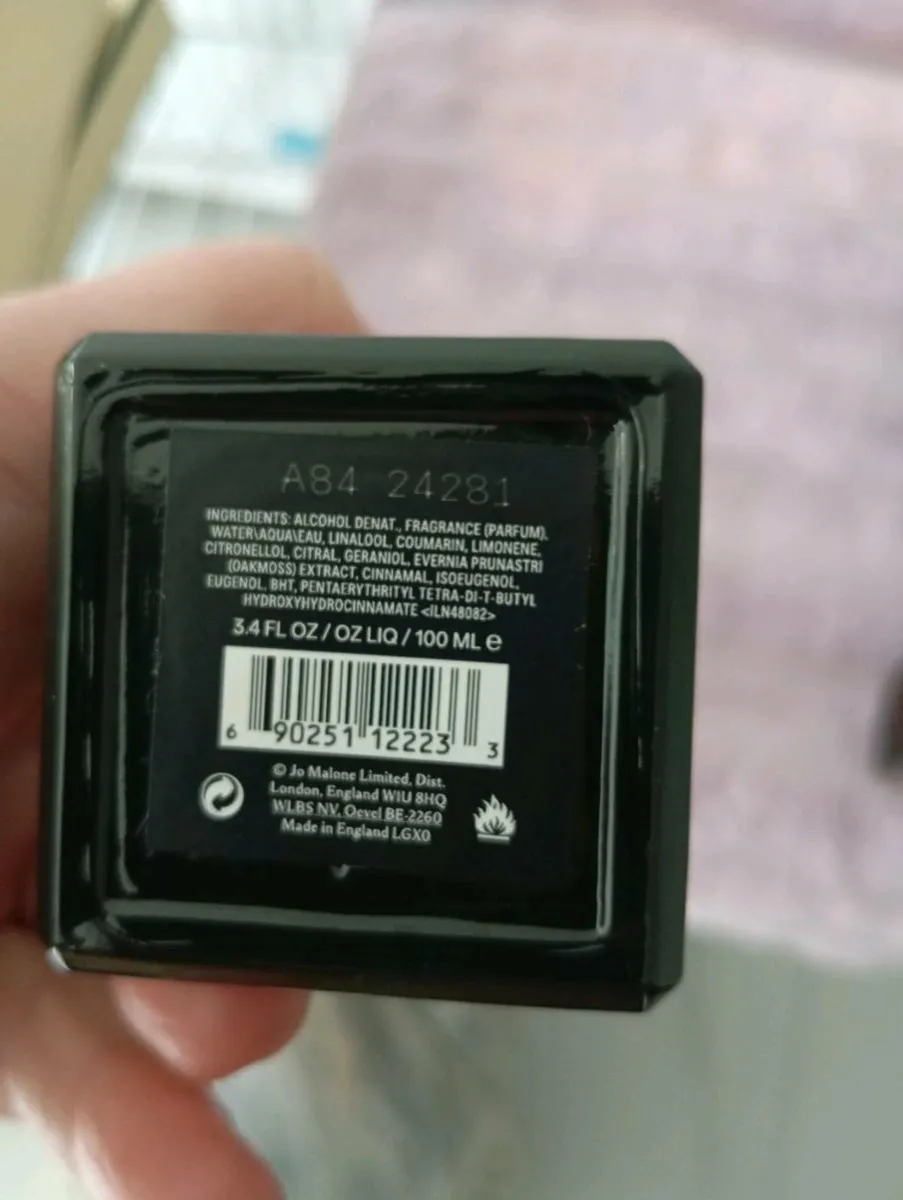 A84 24281
INGREDIENTS: ALCOHOL DENAT., FRAGRANCE (PARFUM),
WATER\AQUA\EAU, LINALOOL, COUMARIN, LIMONENE,
CITRONELLOL, CITRAL, GERANIOL, EVERNIA PRUNASTRI
(OAKMOSS) EXTRACT, CINNAMAL, ISOEUGENOL,
EUGENOL, BHT, PENTAERYTHRITYL TETRA-DI-T-BUTYL
HYDROXYHYDROCINNAMATE <ILN48082>
3.4 FL OZ / OZ LIQ / 100 ML e
6 90251 12223 3
© Jo Malone Limited, Dist.
London, England W1U 8HQ
WLBS NV, Oevel BE-2260
Made in England LGX0